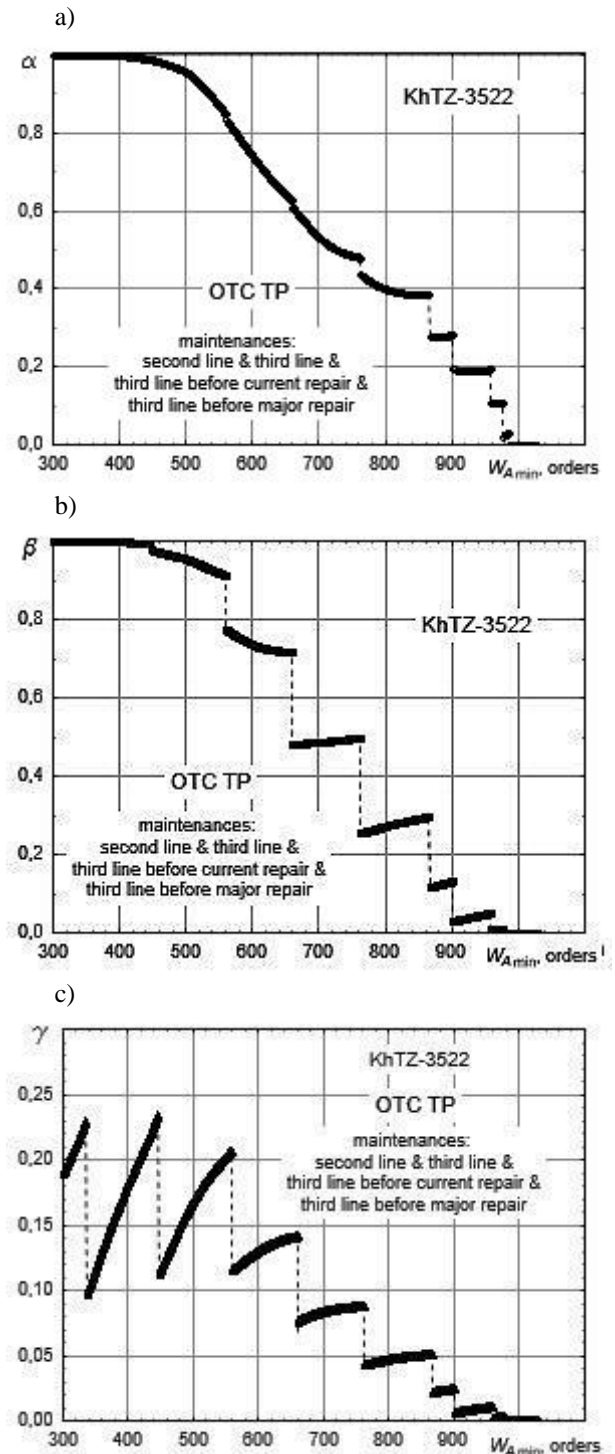 a)
α
KhTZ-3522
0,8
0,6
OTC TP
0,4
maintenances:
second line & third line &
third line before current repair &
third line before major repair
0,2
0,0
300 400 500 600 700 800 900 W_A min, orders
b)
β
KhTZ-3522
0,8
0,6
0,4
OTC TP
maintenances:
second line & third line &
third line before current repair &
third line before major repair
0,2
0,0
300 400 500 600 700 800 900 W_A min, orders
c)
γ
KhTZ-3522
0,25
OTC TP
maintenances:
0,20
second line & third line &
third line before current repair &
third line before major repair
0,15
0,10
0,05
0,00
300 400 500 600 700 800 900 W_A min, orders